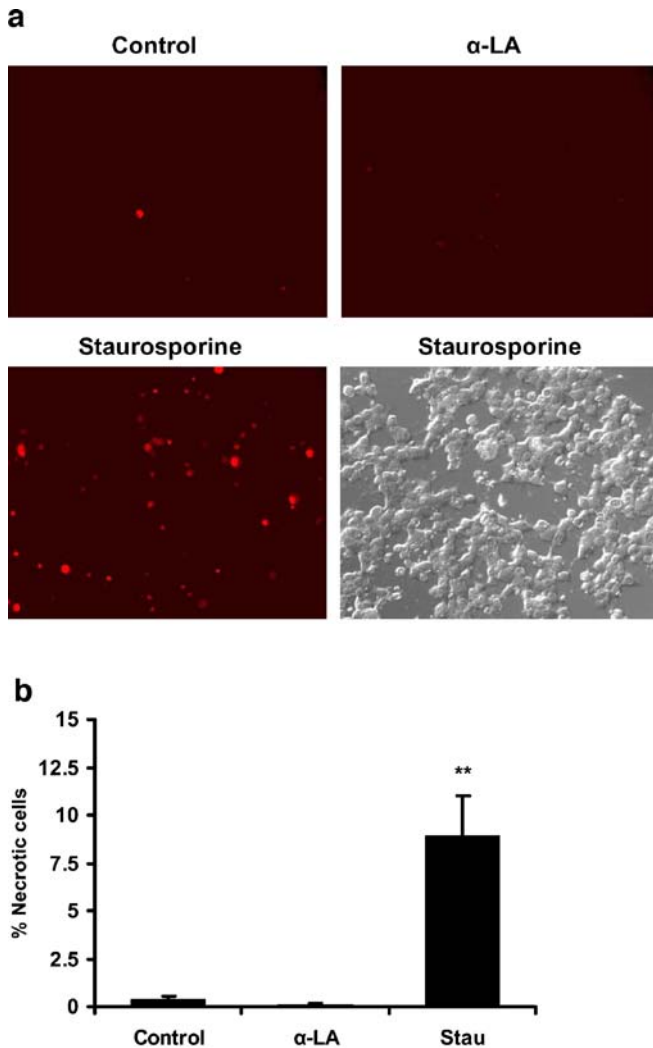 a
Control α-LA
Staurosporine Staurosporine
b
15
12.5
10
7.5
5
2.5
0
% Necrotic cells
**
Control α-LA Stau